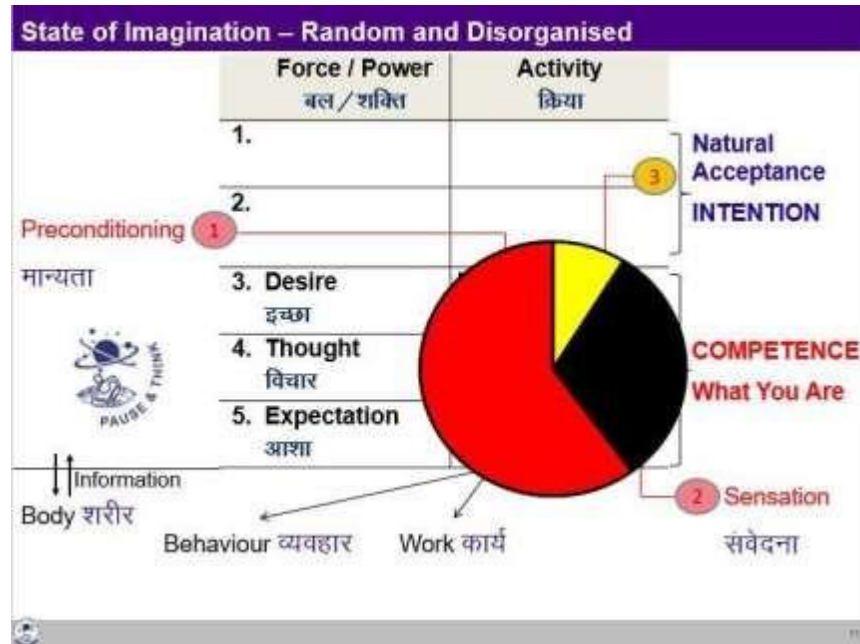 State of Imagination – Random and Disorganised
Force / Power
बल / शक्ति
Activity
क्रिया
1.
2.
3. Desire
इच्छा
4. Thought
विचार
5. Expectation
आशा
Preconditioning 1
मान्यता
3
Natural
Acceptance
INTENTION
COMPETENCE
What You Are
PAUSE & THINK
Information
Body शरीर
Behaviour व्यवहार
Work कार्य
2 Sensation
संवेदना